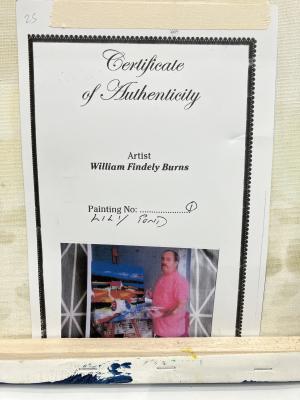 25
Certificate
of Authenticity
Artist
William Findely Burns
Painting No: ................... 1
LILY POND